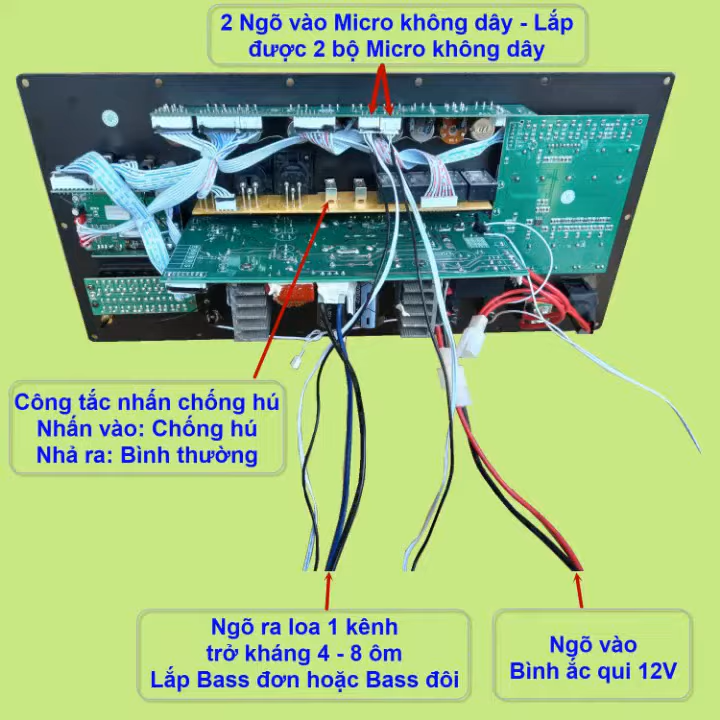 2 Ngõ vào Micro không dây - Lắp
được 2 bộ Micro không dây
Công tắc nhấn chống hú
Nhấn vào: Chống hú
Nhả ra: Bình thường
Ngõ ra loa 1 kênh
trở kháng 4 - 8 ôm
Lắp Bass đơn hoặc Bass đôi
Ngõ vào
Bình ắc qui 12V